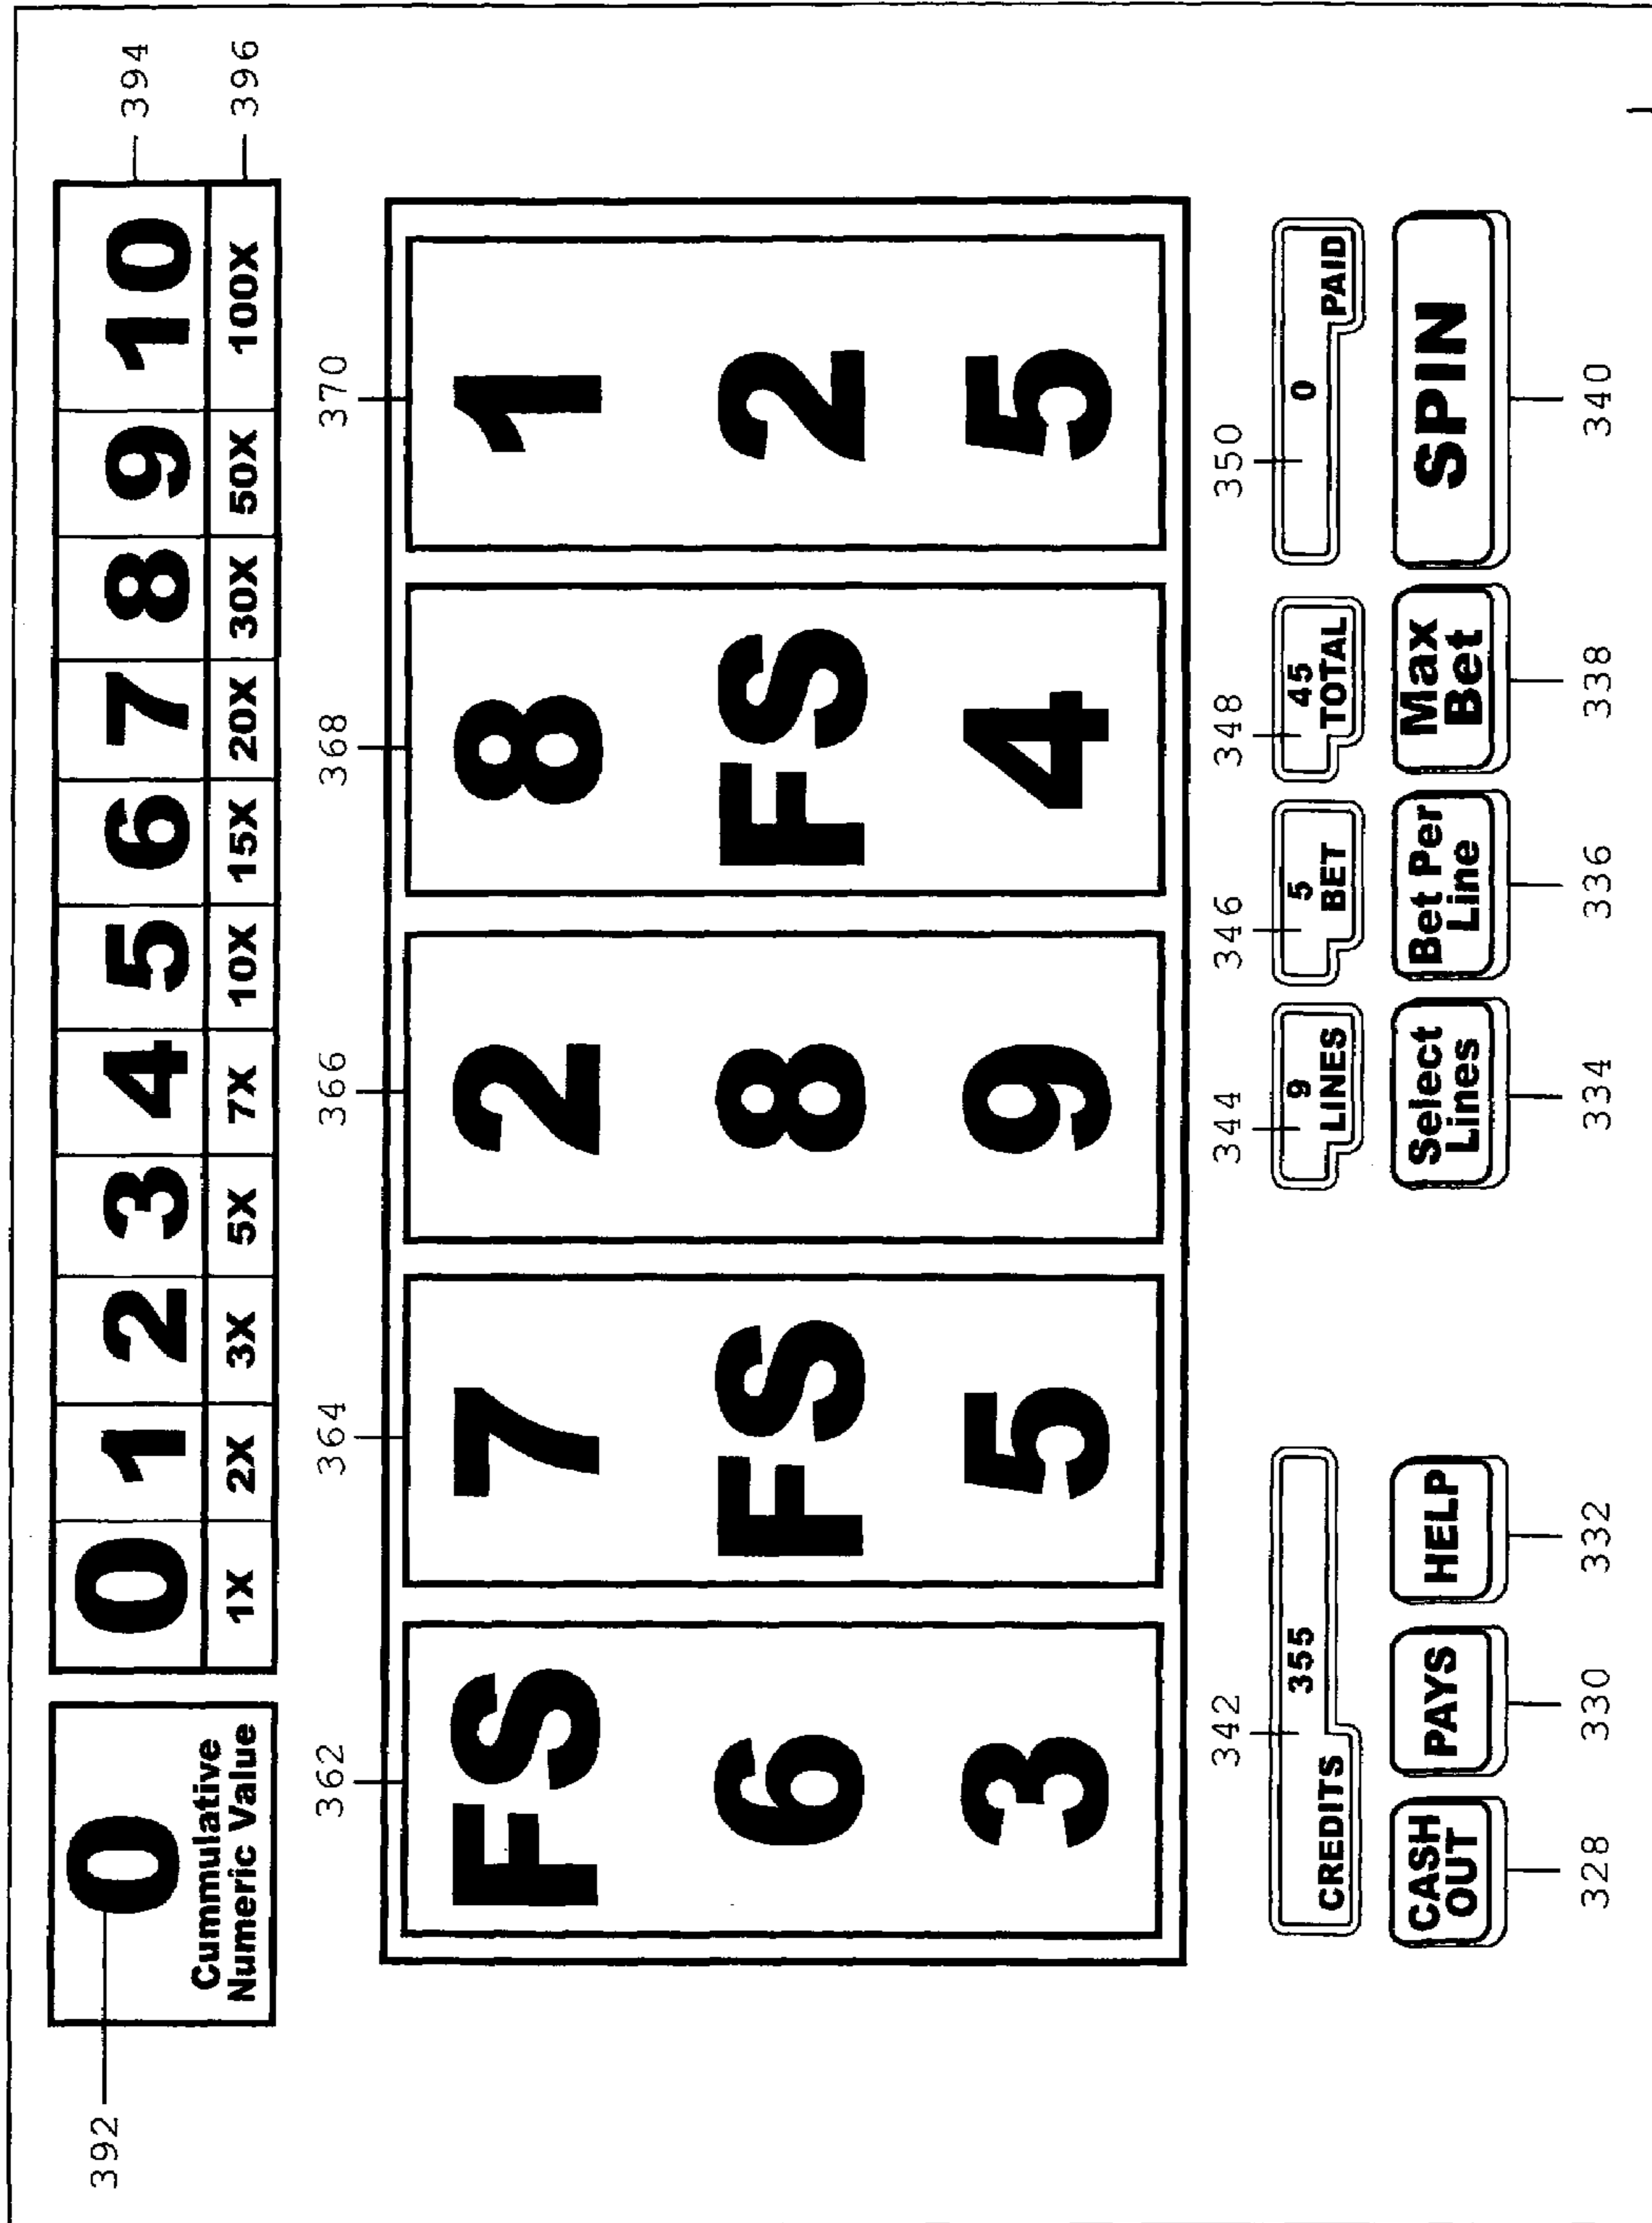 394
0 1 2 3 4 5 6 7 8 9 10
396
1X 2X 3X 5X 7X 10X 15X 20X 30X 50X 100X
392
0
Cummulative
Numeric Value
362 364 366 368 370
FS 7 2 8 1
6 FS 8 FS 2
3 5 9 4 5
342 344 346 348 350
355 9 5 45 0
CREDITS LINES BET TOTAL PAID
CASH OUT PAYS HELP Select Lines Bet Per Line Max Bet SPIN
328 330 332 334 336 338 340